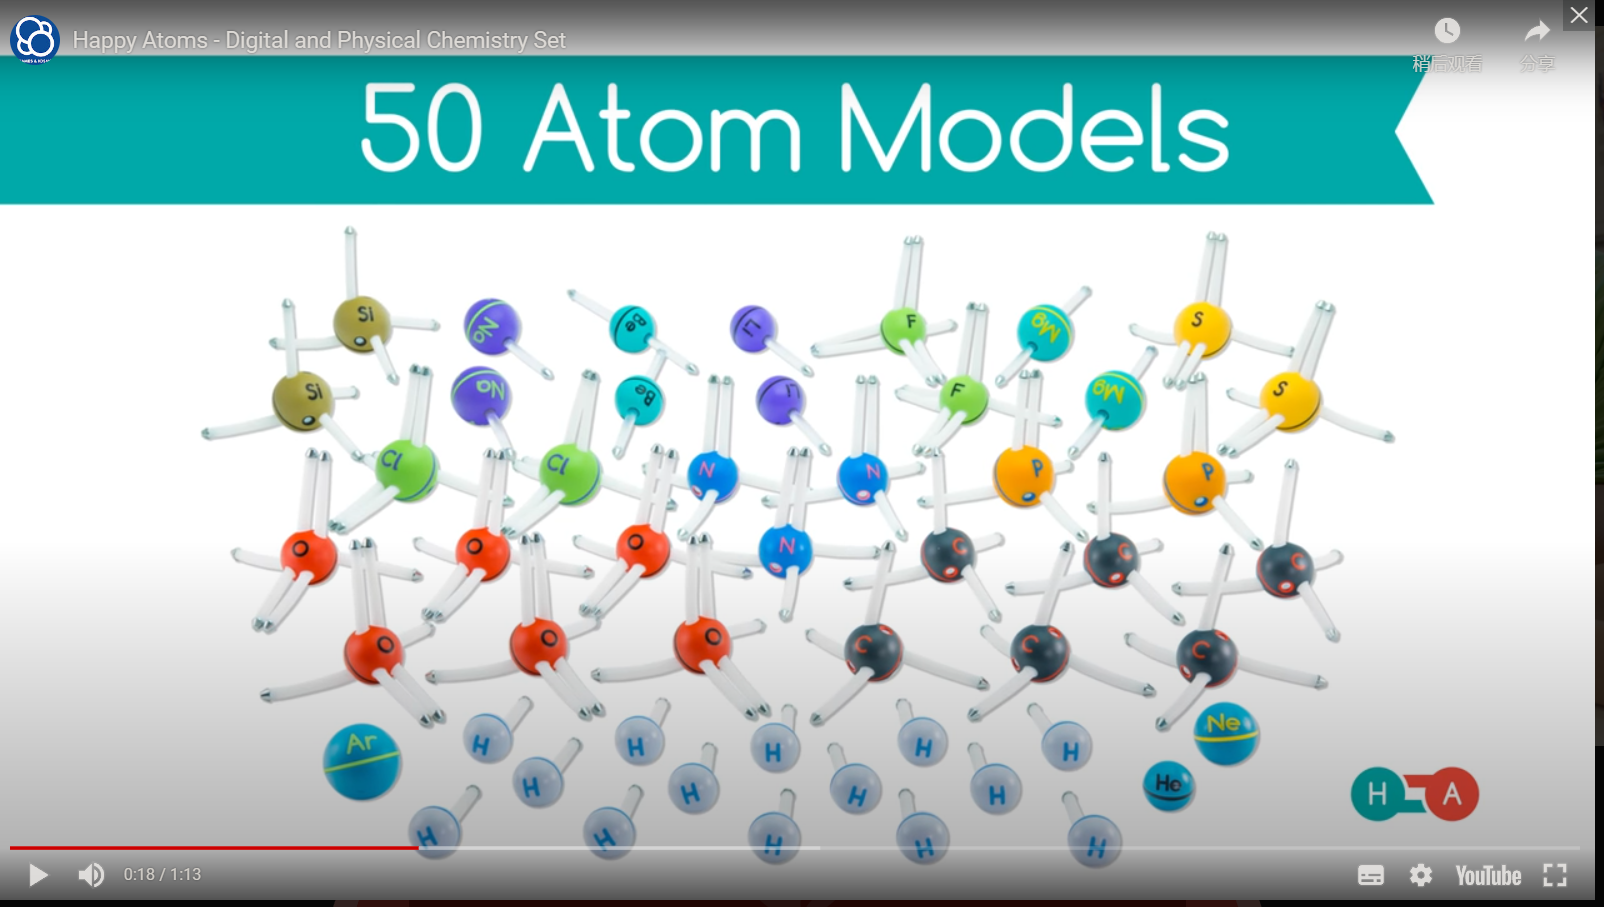 Happy Atoms - Digital and Physical Chemistry Set
稍后观看 分享
50 Atom Models
Si Na Be Li F Mg S
Si Na Be Li F Mg S
Cl Cl N N P P
O O O N C C C
O O O C C C
Ar H H H H H Ne
H H H H He
H H H H H
H A
0:18 / 1:13
YouTube